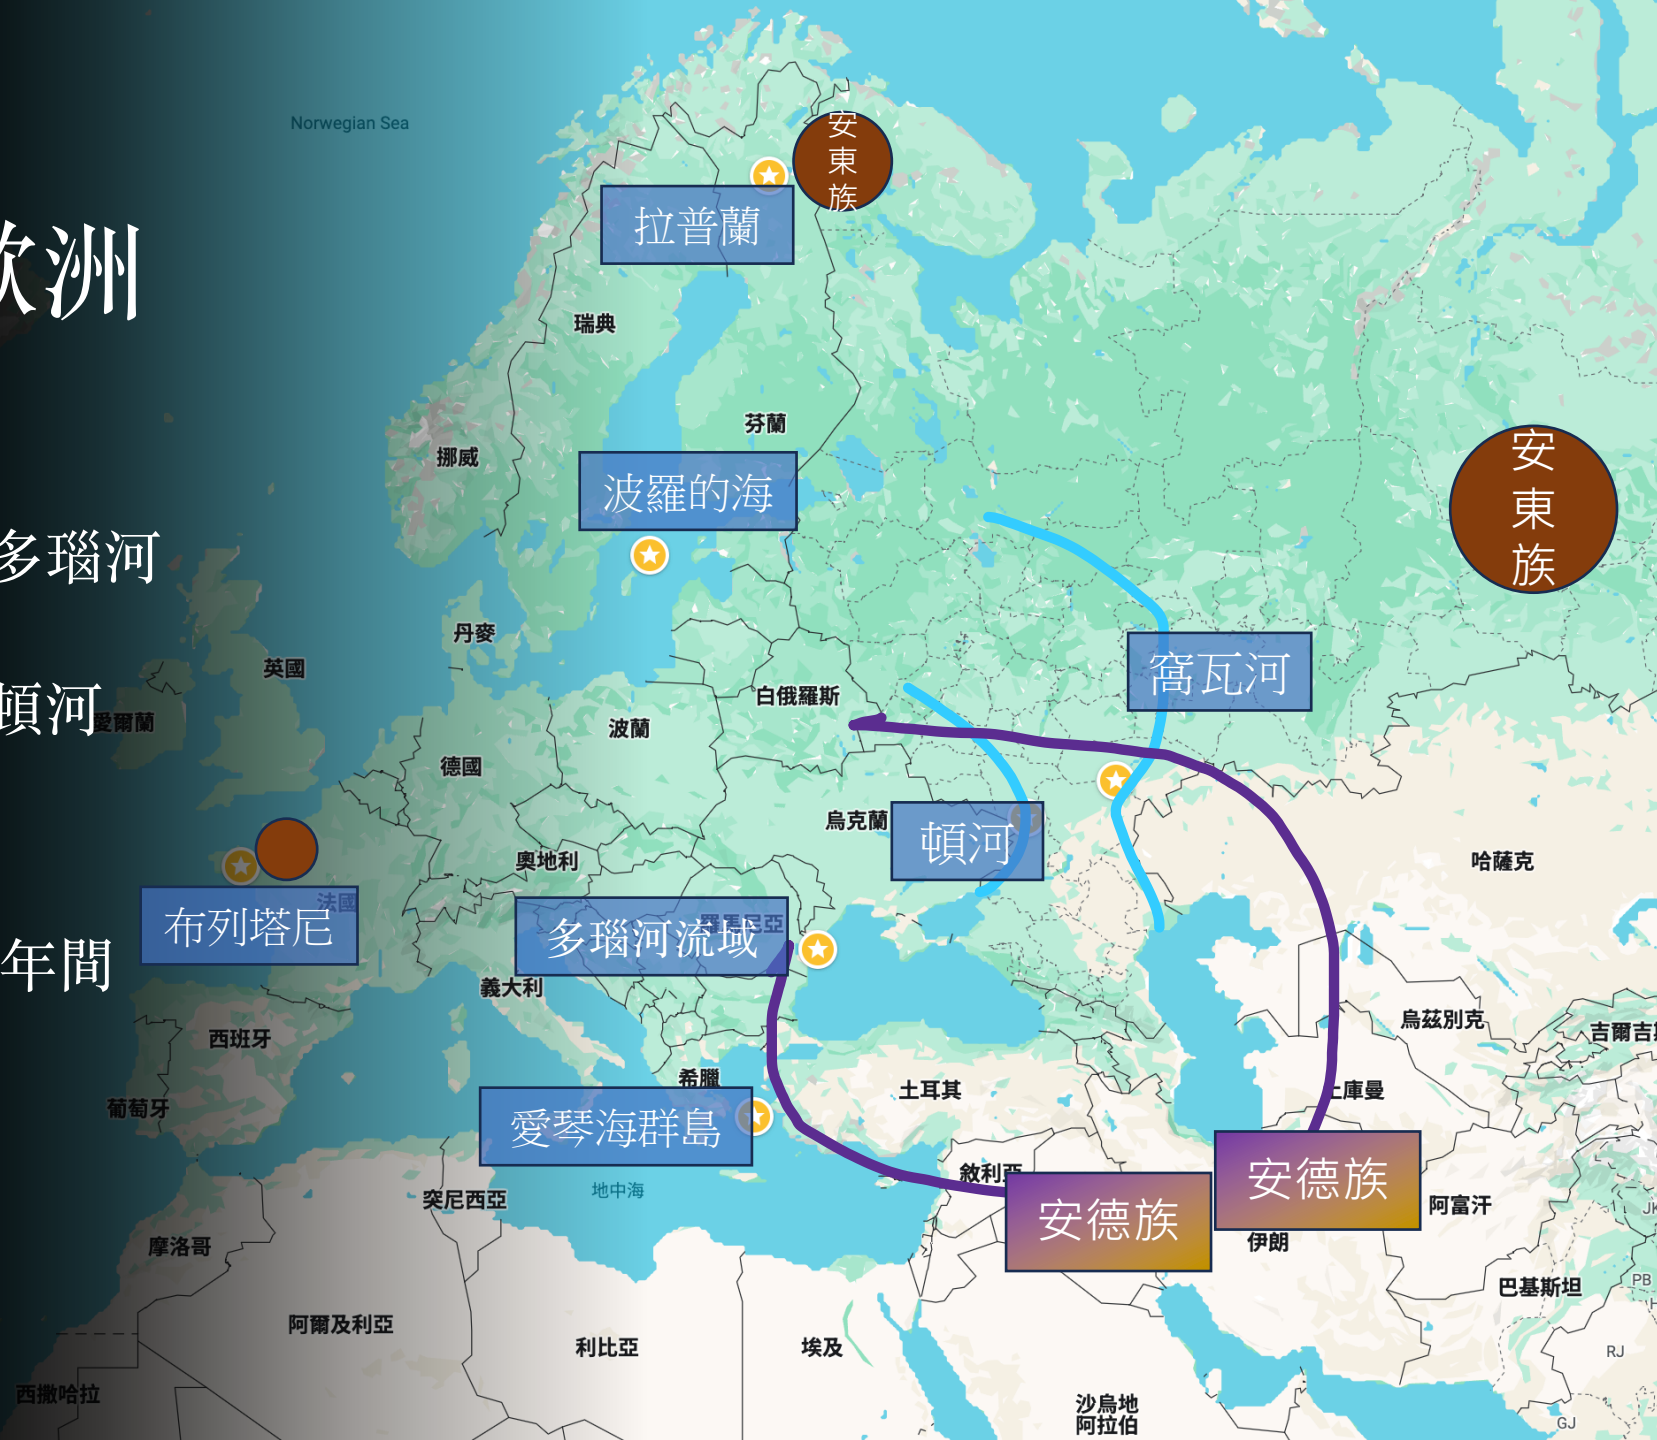 Norwegian Sea
安
東
族
拉普蘭
歐洲
瑞典
芬蘭
挪威
安
東
族
波羅的海
多瑙河
丹麥
英國
窩瓦河
白俄羅斯
頓河
愛爾蘭
波蘭
德國
烏克蘭
頓河
奧地利
哈薩克
法國
布列塔尼
羅馬尼亞
多瑙河流域
年間
義大利
西班牙
烏茲別克
吉爾吉
希臘
土耳其
土庫曼
葡萄牙
愛琴海群島
敘利亞
安德族
安德族
地中海
突尼西亞
阿富汗
JK
摩洛哥
伊朗
巴基斯坦
PB
阿爾及利亞
利比亞
埃及
RJ
西撒哈拉
沙烏地
阿拉伯
GJ